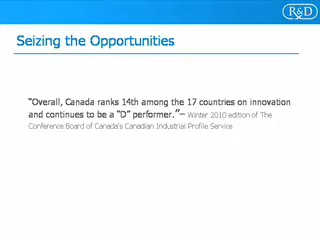 R&D
Seizing the Opportunities
“Overall, Canada ranks 14th among the 17 countries on innovation
and continues to be a “D” performer.”– Winter 2010 edition of The
Conference Board of Canada's Canadian Industrial Profile Service